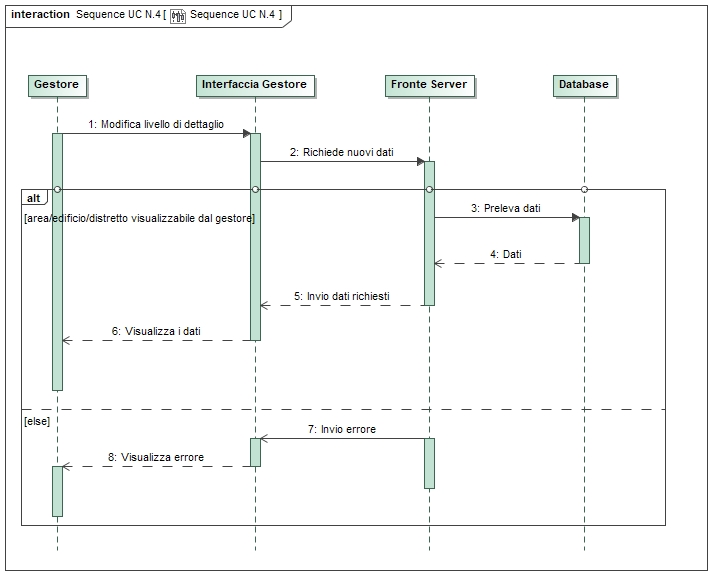 interaction Sequence UC N.4 [ Sequence UC N.4 ]
Gestore
Interfaccia Gestore
Fronte Server
Database
1: Modifica livello di dettaglio
2: Richiede nuovi dati
alt
[area/edificio/distretto visualizzabile dal gestore]
3: Preleva dati
4: Dati
5: Invio dati richiesti
6: Visualizza i dati
[else]
7: Invio errore
8: Visualizza errore